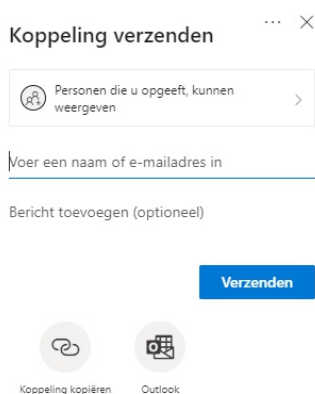 Koppeling verzenden
Personen die u opgeeft, kunnen
weergeven
Voer een naam of e-mailadres in
Bericht toevoegen (optioneel)
Verzenden
Koppeling kopiëren
Outlook